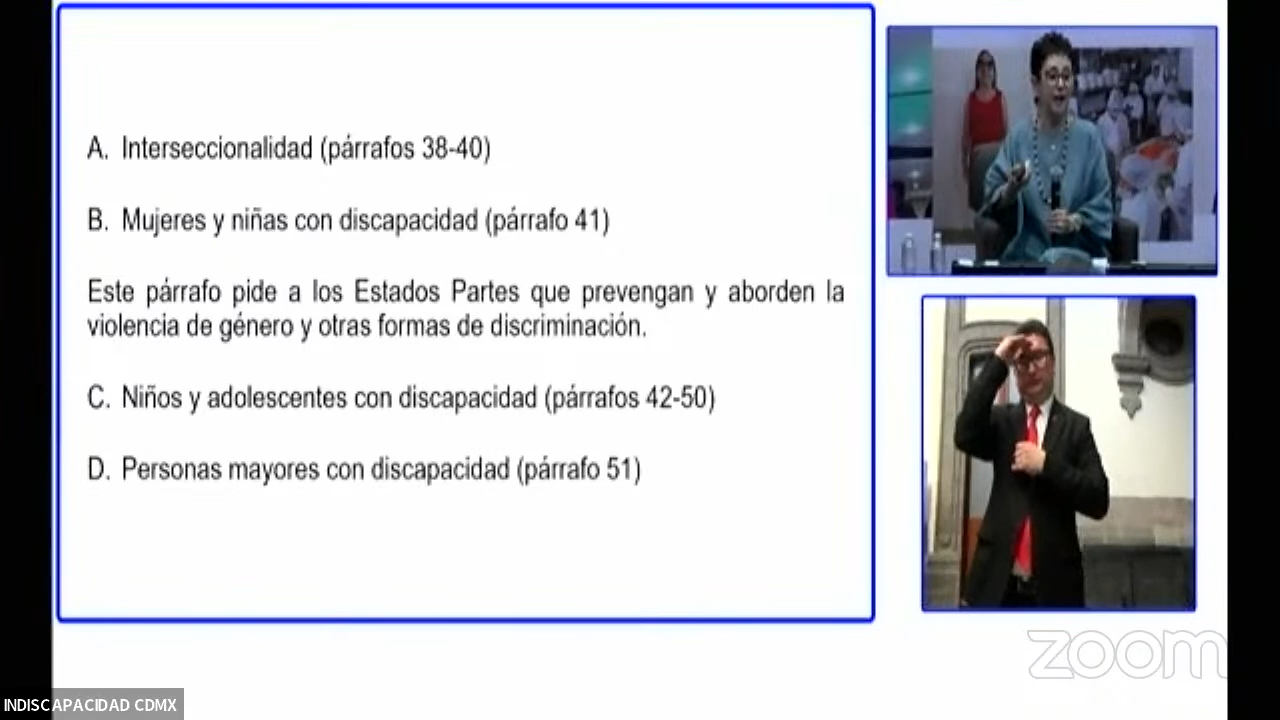 A. Interseccionalidad (párrafos 38-40)
B. Mujeres y niñas con discapacidad (párrafo 41)
Este párrafo pide a los Estados Partes que prevengan y aborden la
violencia de género y otras formas de discriminación.
C. Niños y adolescentes con discapacidad (párrafos 42-50)
D. Personas mayores con discapacidad (párrafo 51)
zoom
INDISCAPACIDAD CDMX